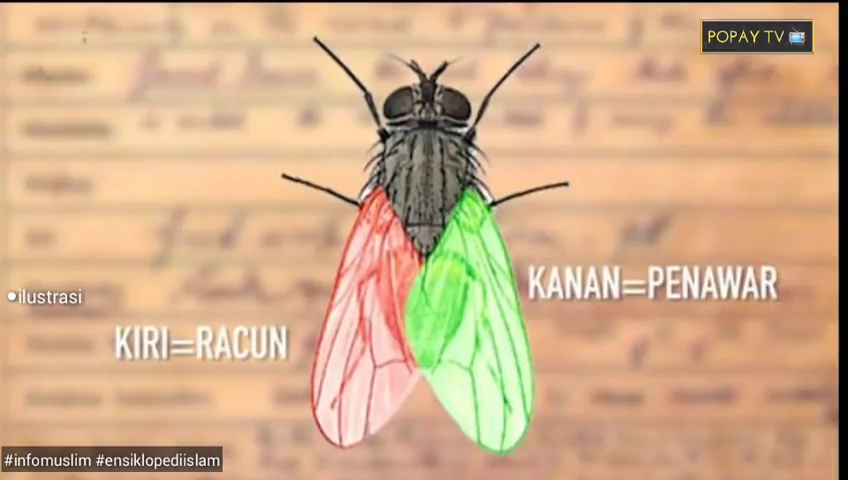 POPAY TV
KANAN=PENAWAR
•ilustrasi
KIRI=RACUN
#infomuslim #ensiklopediislam